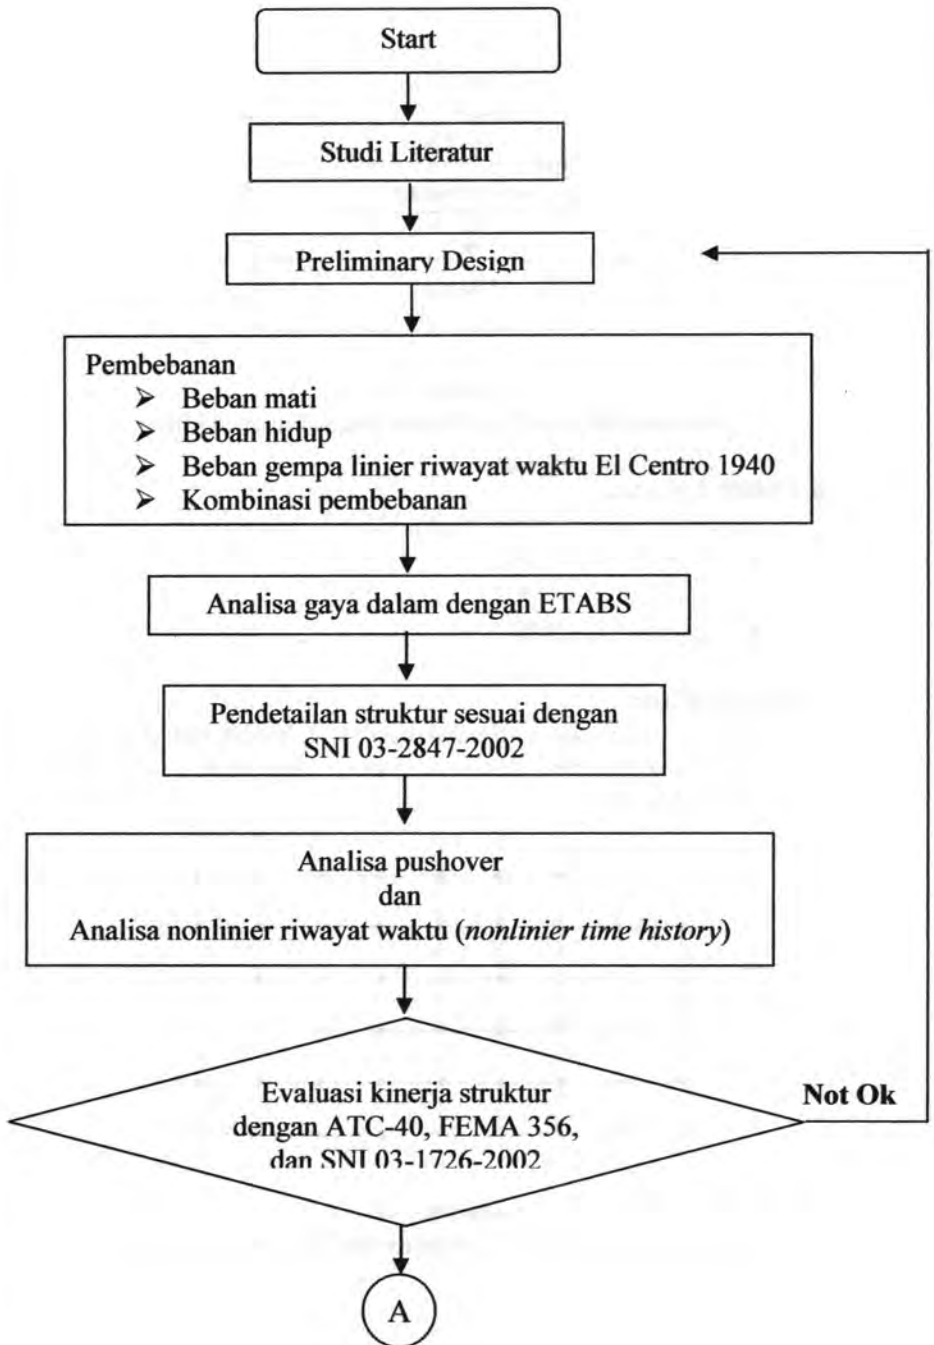 Start
Studi Literatur
Preliminary Design
Pembebanan
➢ Beban mati
➢ Beban hidup
➢ Beban gempa linier riwayat waktu El Centro 1940
➢ Kombinasi pembebanan
Analisa gaya dalam dengan ETABS
Pendetailan struktur sesuai dengan
SNI 03-2847-2002
Analisa pushover
dan
Analisa nonlinier riwayat waktu (nonlinier time history)
Evaluasi kinerja struktur
dengan ATC-40, FEMA 356,
dan SNI 03-1726-2002
Not Ok
A